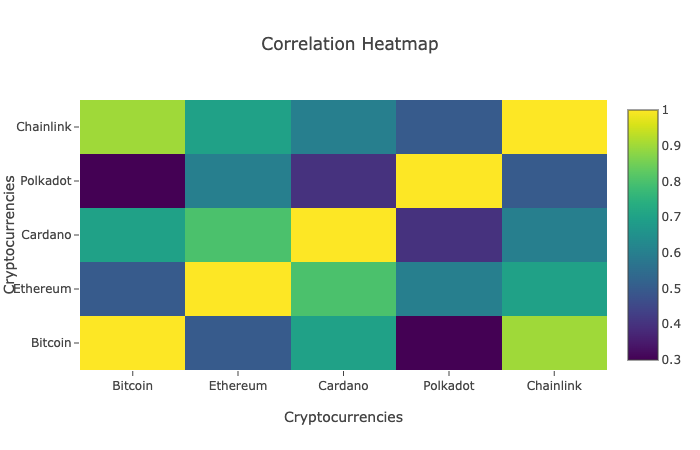 Correlation Heatmap
Cryptocurrencies
Chainlink
Polkadot
Cardano
Ethereum
Bitcoin
Bitcoin Ethereum Cardano Polkadot Chainlink
Cryptocurrencies
1
0.9
0.8
0.7
0.6
0.5
0.4
0.3